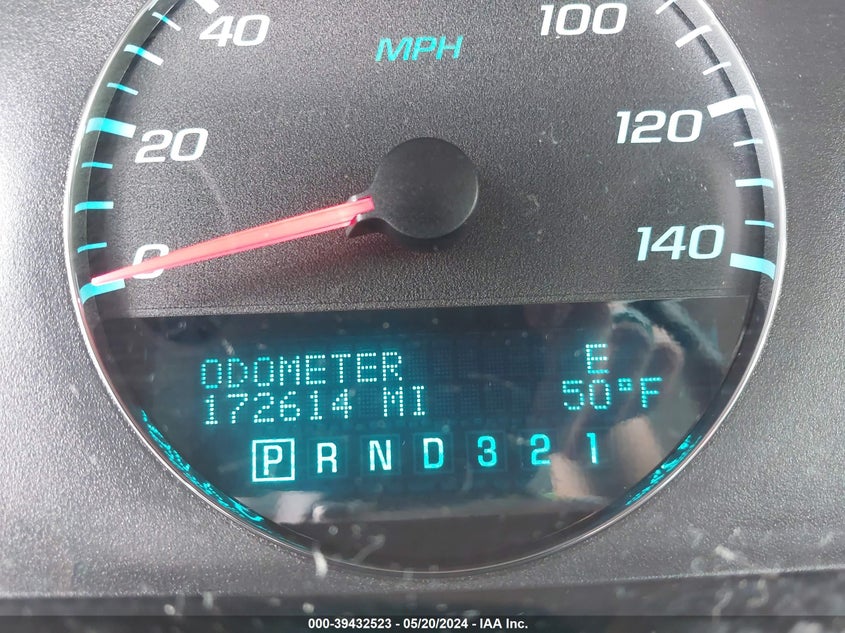 40
MPH
100
20
120
0
140
ODOMETER E
172614 MI 50°F
P R N D 3 2 1
000-39432523 - 05/20/2024 - IAA Inc.